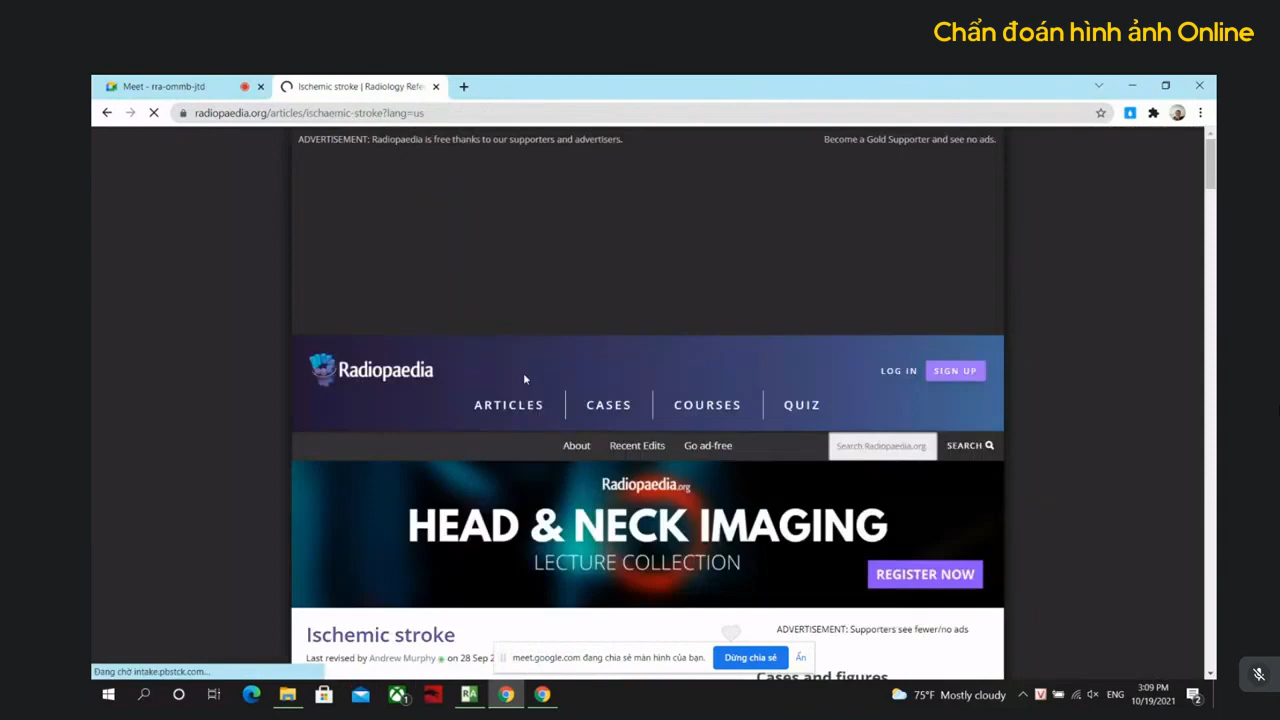 Chẩn đoán hình ảnh Online
Meet - rra-ommb-jtd
Ischemic stroke | Radiology Refe
radiopaedia.org/articles/ischaemic-stroke?lang=us
ADVERTISEMENT: Radiopaedia is free thanks to our supporters and advertisers.
Become a Gold Supporter and see no ads.
Radiopaedia
LOG IN
SIGN UP
ARTICLES
CASES
COURSES
QUIZ
About
Recent Edits
Go ad-free
Search Radiopaedia.org
SEARCH
Radiopaedia.org
HEAD & NECK IMAGING
LECTURE COLLECTION
REGISTER NOW
Ischemic stroke
ADVERTISEMENT: Supporters see fewer/no ads
Last revised by Andrew Murphy on 28 Sep 2
meet.google.com đang chia sẻ màn hình của bạn.
Dừng chia sẻ
Ẩn
Cases and figures
Đang chờ intake.pbstck.com...
RA
75°F Mostly cloudy
V
ENG
3:09 PM
10/19/2021
2